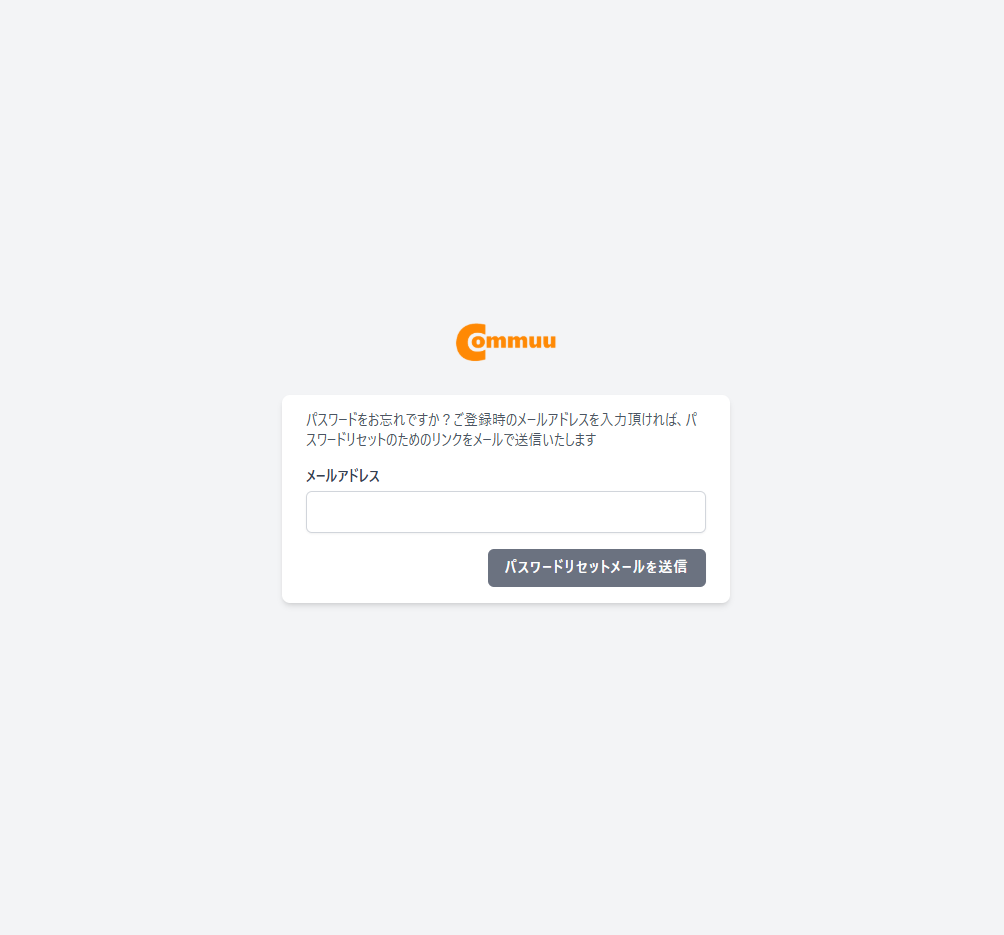 Commuu
パスワードをお忘れですか？ご登録時のメールアドレスを入力頂ければ、パ
スワードリセットのためのリンクをメールで送信いたします
メールアドレス
パスワードリセットメールを送信